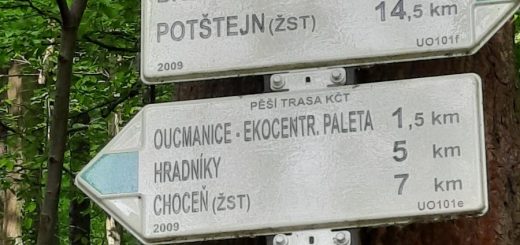 POTŠTEJN (ŽST) 14,5 km
2009 UO101f
PĚŠÍ TRASA KČT
OUCMANICE - EKOCENTR. PALETA 1,5 km
HRADNÍKY 5 km
CHOCEŇ (ŽST) 7 km
2009 UO101e